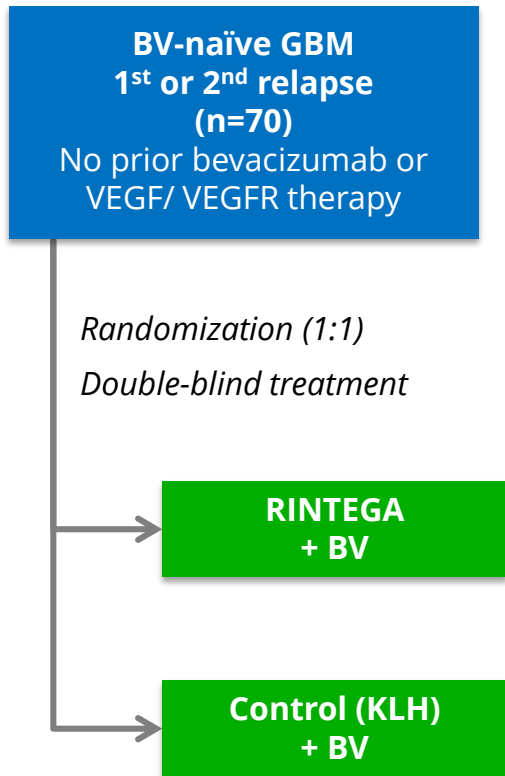 BV-naïve GBM
1st or 2nd relapse
(n=70)
No prior bevacizumab or
VEGF/ VEGFR therapy
Randomization (1:1)
Double-blind treatment
RINTEGA
+ BV
Control (KLH)
+ BV